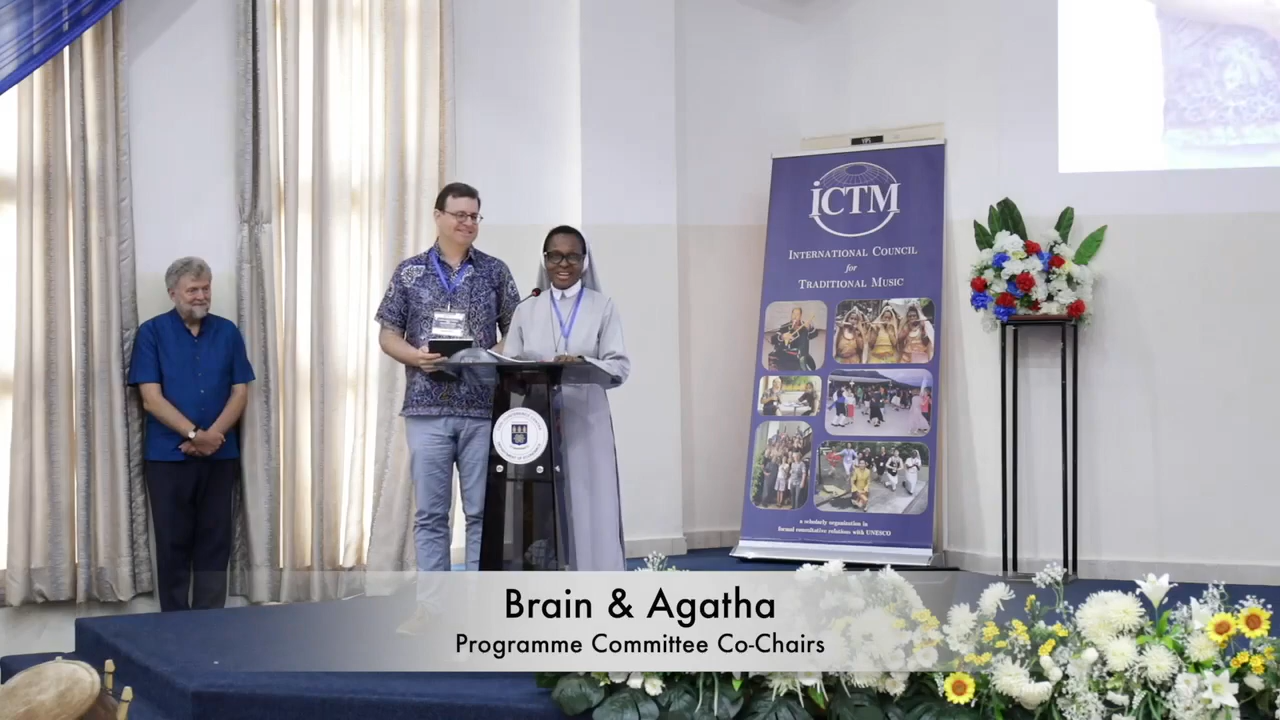 iCTM
INTERNATIONAL COUNCIL
for
TRADITIONAL MUSIC
a scholarly organization in
formal consultative relations with UNESCO
Brain & Agatha
Programme Committee Co-Chairs